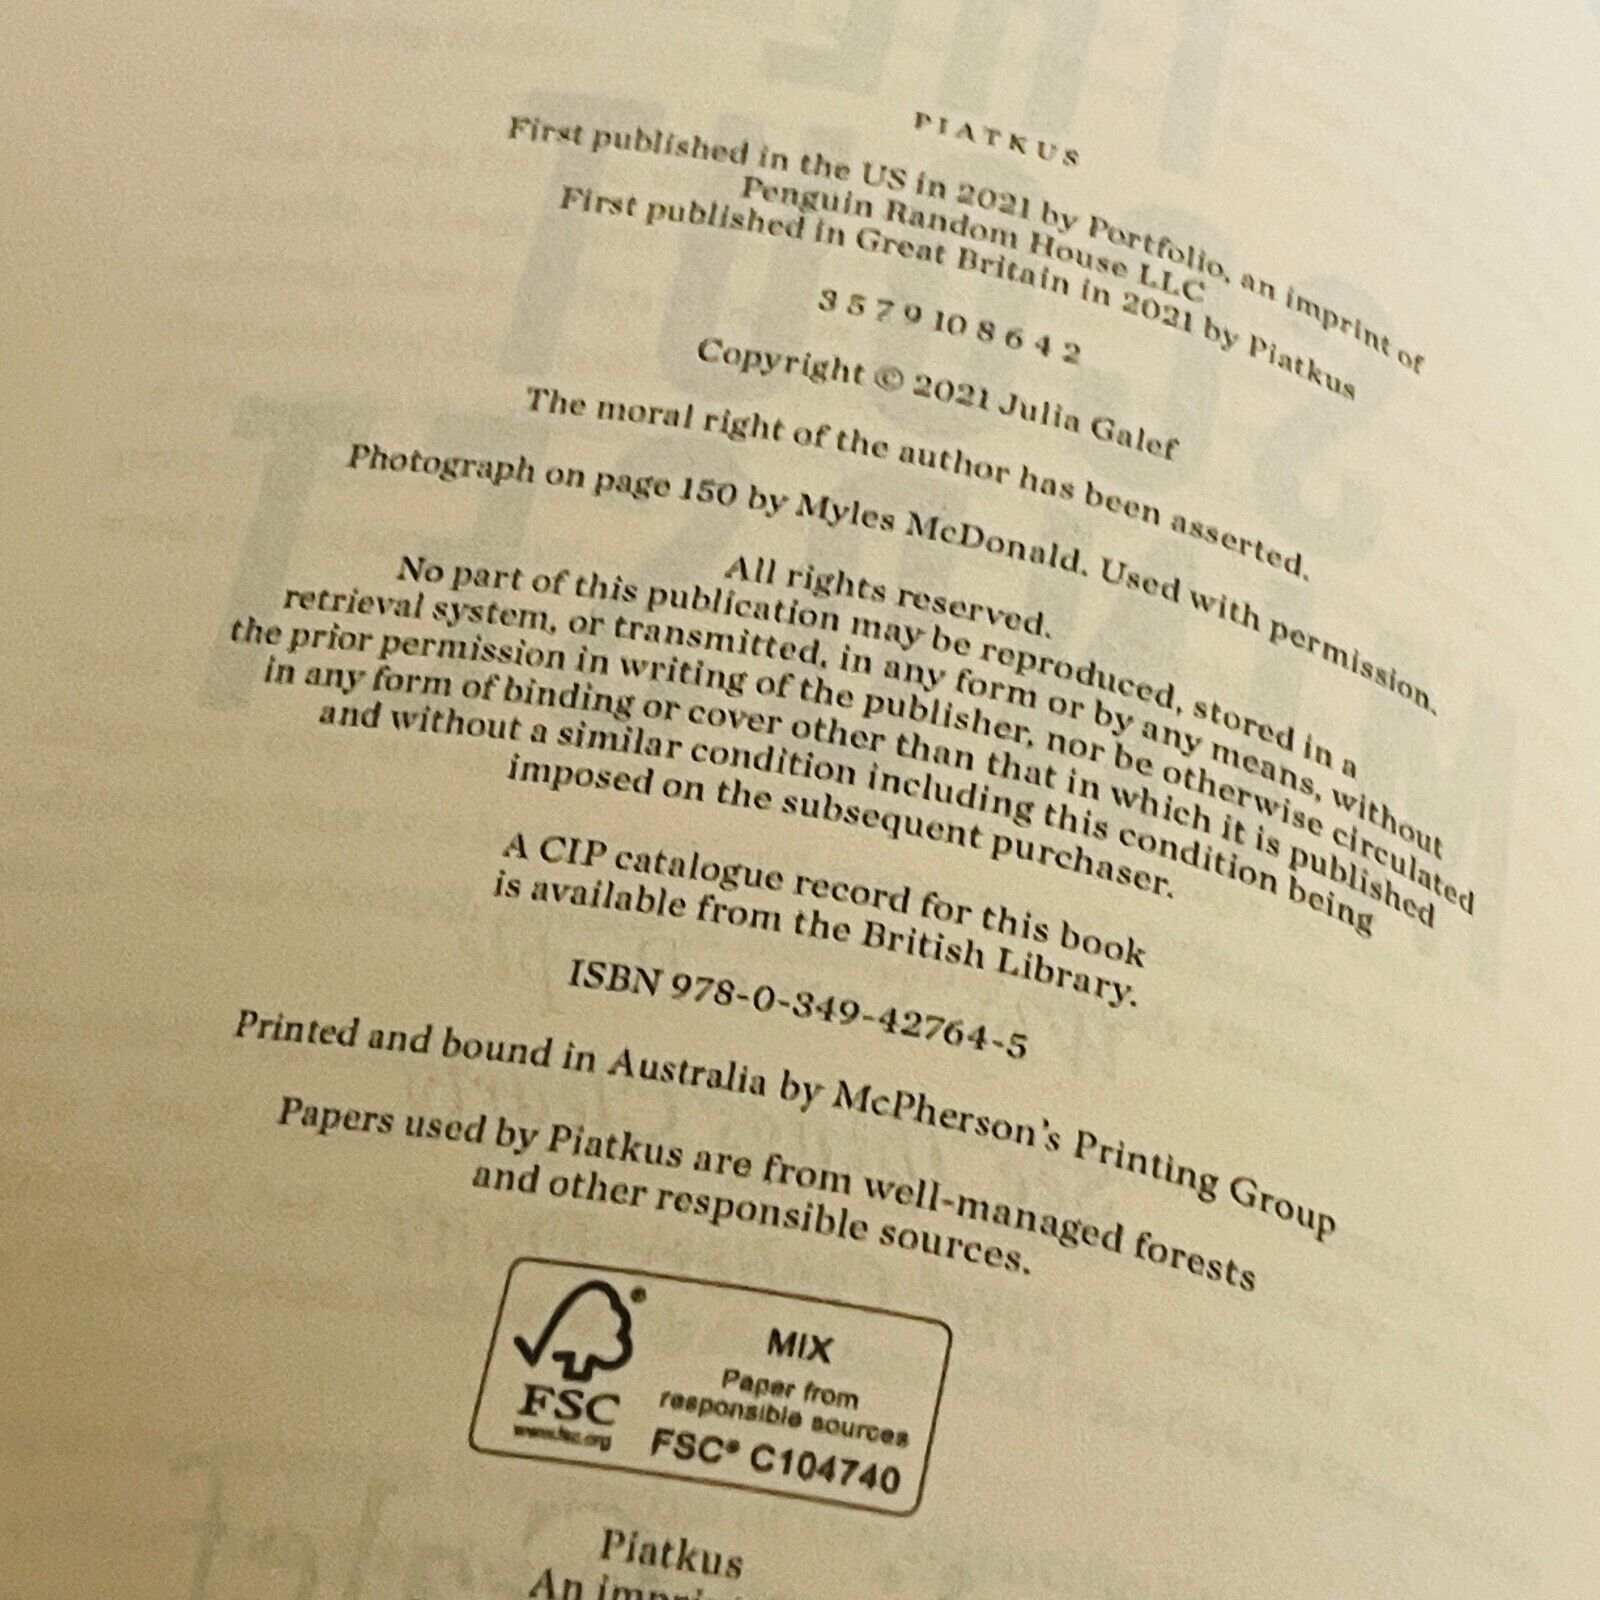 PIATKUS
First published in the US in 2021 by Portfolio, an imprint of
Penguin Random House LLC
First published in Great Britain in 2021 by Piatkus
3 5 7 9 10 8 6 4 2
Copyright © 2021 Julia Galef
The moral right of the author has been asserted.
Photograph on page 150 by Myles McDonald. Used with permission.
All rights reserved.
No part of this publication may be reproduced, stored in a
retrieval system, or transmitted, in any form or by any means, without
the prior permission in writing of the publisher, nor be otherwise circulated
in any form of binding or cover other than that in which it is published
and without a similar condition including this condition being
imposed on the subsequent purchaser.
A CIP catalogue record for this book
is available from the British Library.
ISBN 978-0-349-42764-5
Printed and bound in Australia by McPherson's Printing Group
Papers used by Piatkus are from well-managed forests
and other responsible sources.
MIX
Paper from
responsible sources
FSC® C104740
FSC
www.fsc.org
Piatkus
An